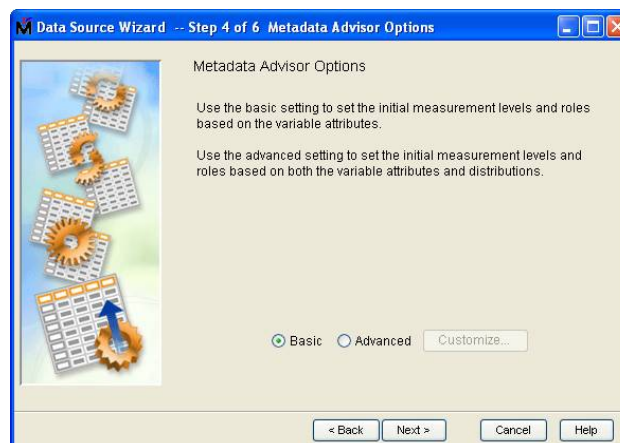 Data Source Wizard -- Step 4 of 6 Metadata Advisor Options
Metadata Advisor Options
Use the basic setting to set the initial measurement levels and roles
based on the variable attributes.
Use the advanced setting to set the initial measurement levels and
roles based on both the variable attributes and distributions.
Basic Advanced Customize...
< Back Next > Cancel Help